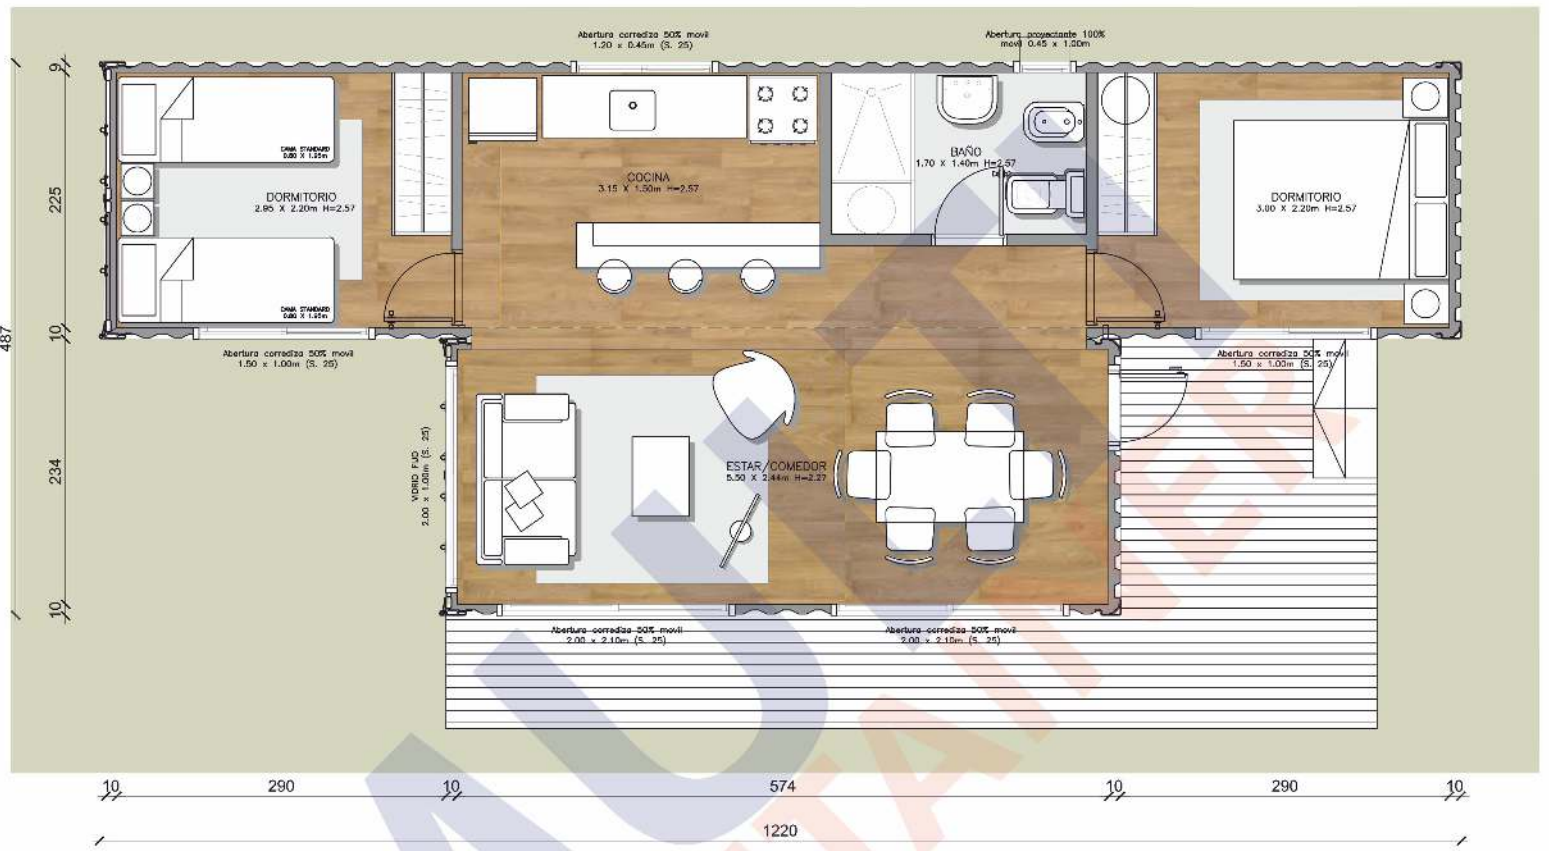 Abertura corrediza 50% movil
1.20 x 0.45m (S. 25)
Abertura proyectante 100%
movil 0.45 x 1.00m
9
CAMA STANDARD
0.80 X 1.95m
DORMITORIO
2.95 X 2.20m H=2.57
COCINA
3.15 X 1.50m H=2.57
BAÑO
1.70 X 1.40m H=2.57
DORMITORIO
3.00 X 2.20m H=2.57
225
CAMA STANDARD
0.80 X 1.95m
10
487
Abertura corrediza 50% movil
1.50 x 1.00m (S. 25)
Abertura corrediza 50% movil
1.50 x 1.00m (S. 25)
234
VIDRIO FIJO
2.00 x 1.00m (S. 25)
ESTAR/COMEDOR
5.50 X 2.44m H=2.27
10
Abertura corrediza 50% movil
2.00 x 2.10m (S. 25)
Abertura corrediza 50% movil
2.00 x 2.10m (S. 25)
10 290 10 574 10 290 10
1220
MULTI
TAINER